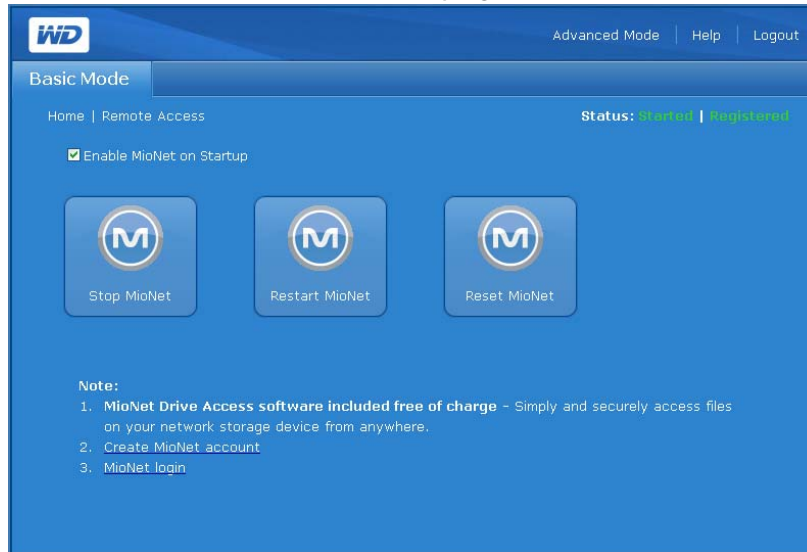 WD
Advanced Mode | Help | Logout
Basic Mode
Home | Remote Access
Status: Started | Registered
Enable MioNet on Startup
M
Stop MioNet
M
Restart MioNet
M
Reset MioNet
Note:
1. MioNet Drive Access software included free of charge – Simply and securely access files
on your network storage device from anywhere.
2. Create MioNet account
3. MioNet login